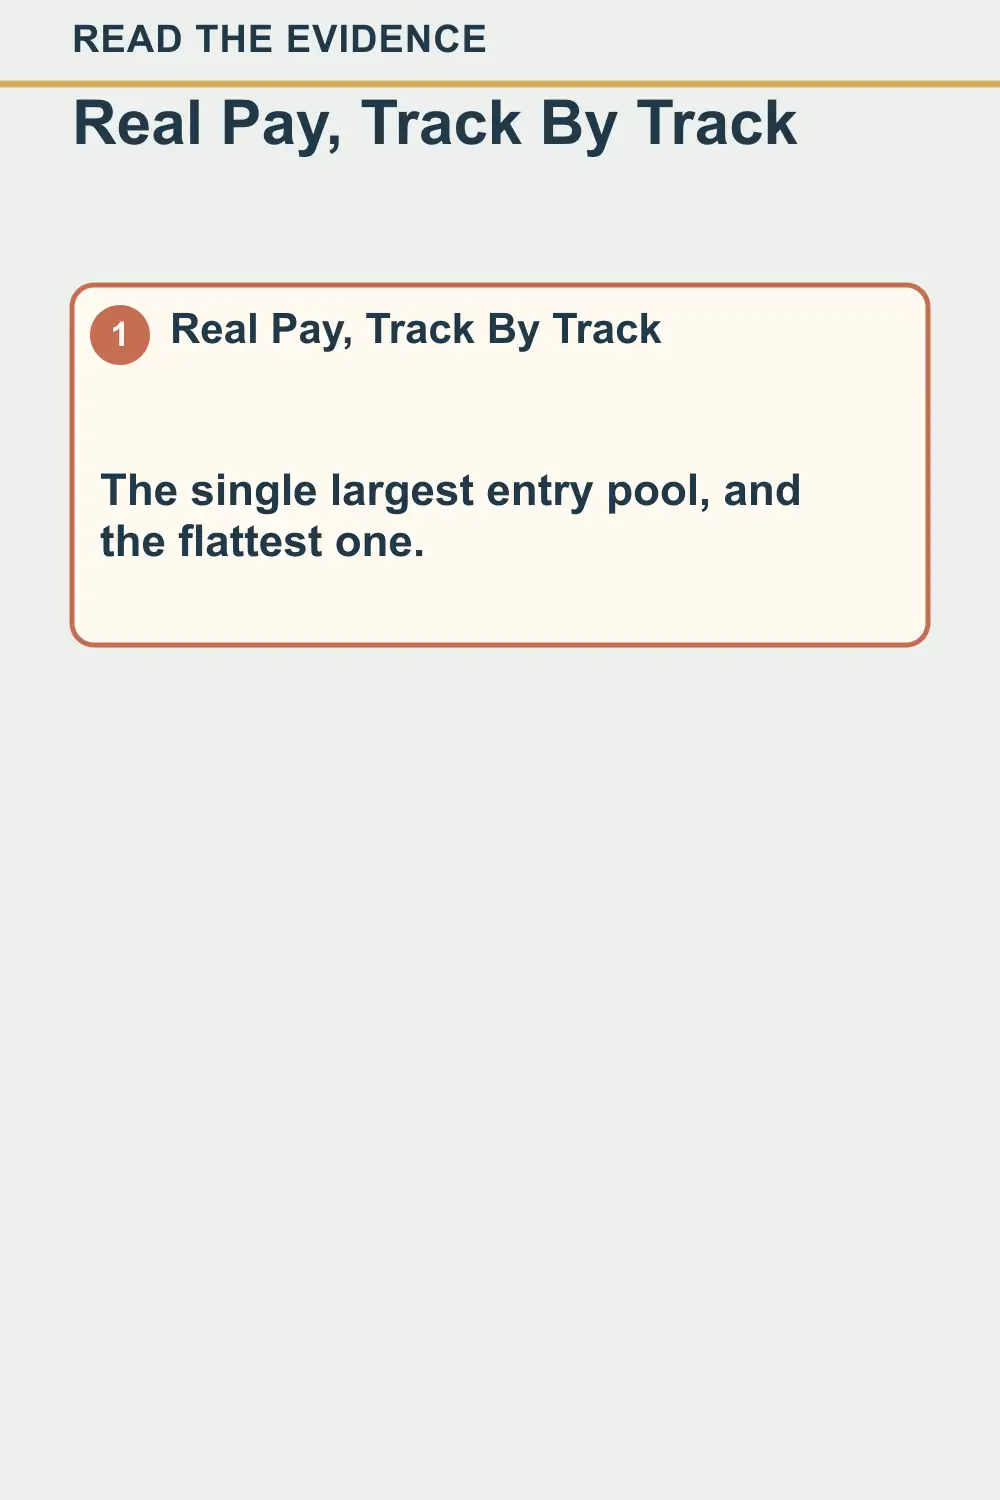 READ THE EVIDENCE
Real Pay, Track By Track
1
Real Pay, Track By Track
The single largest entry pool, and
the flattest one.